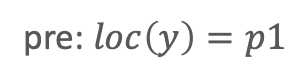 pre: loc(y) = p1